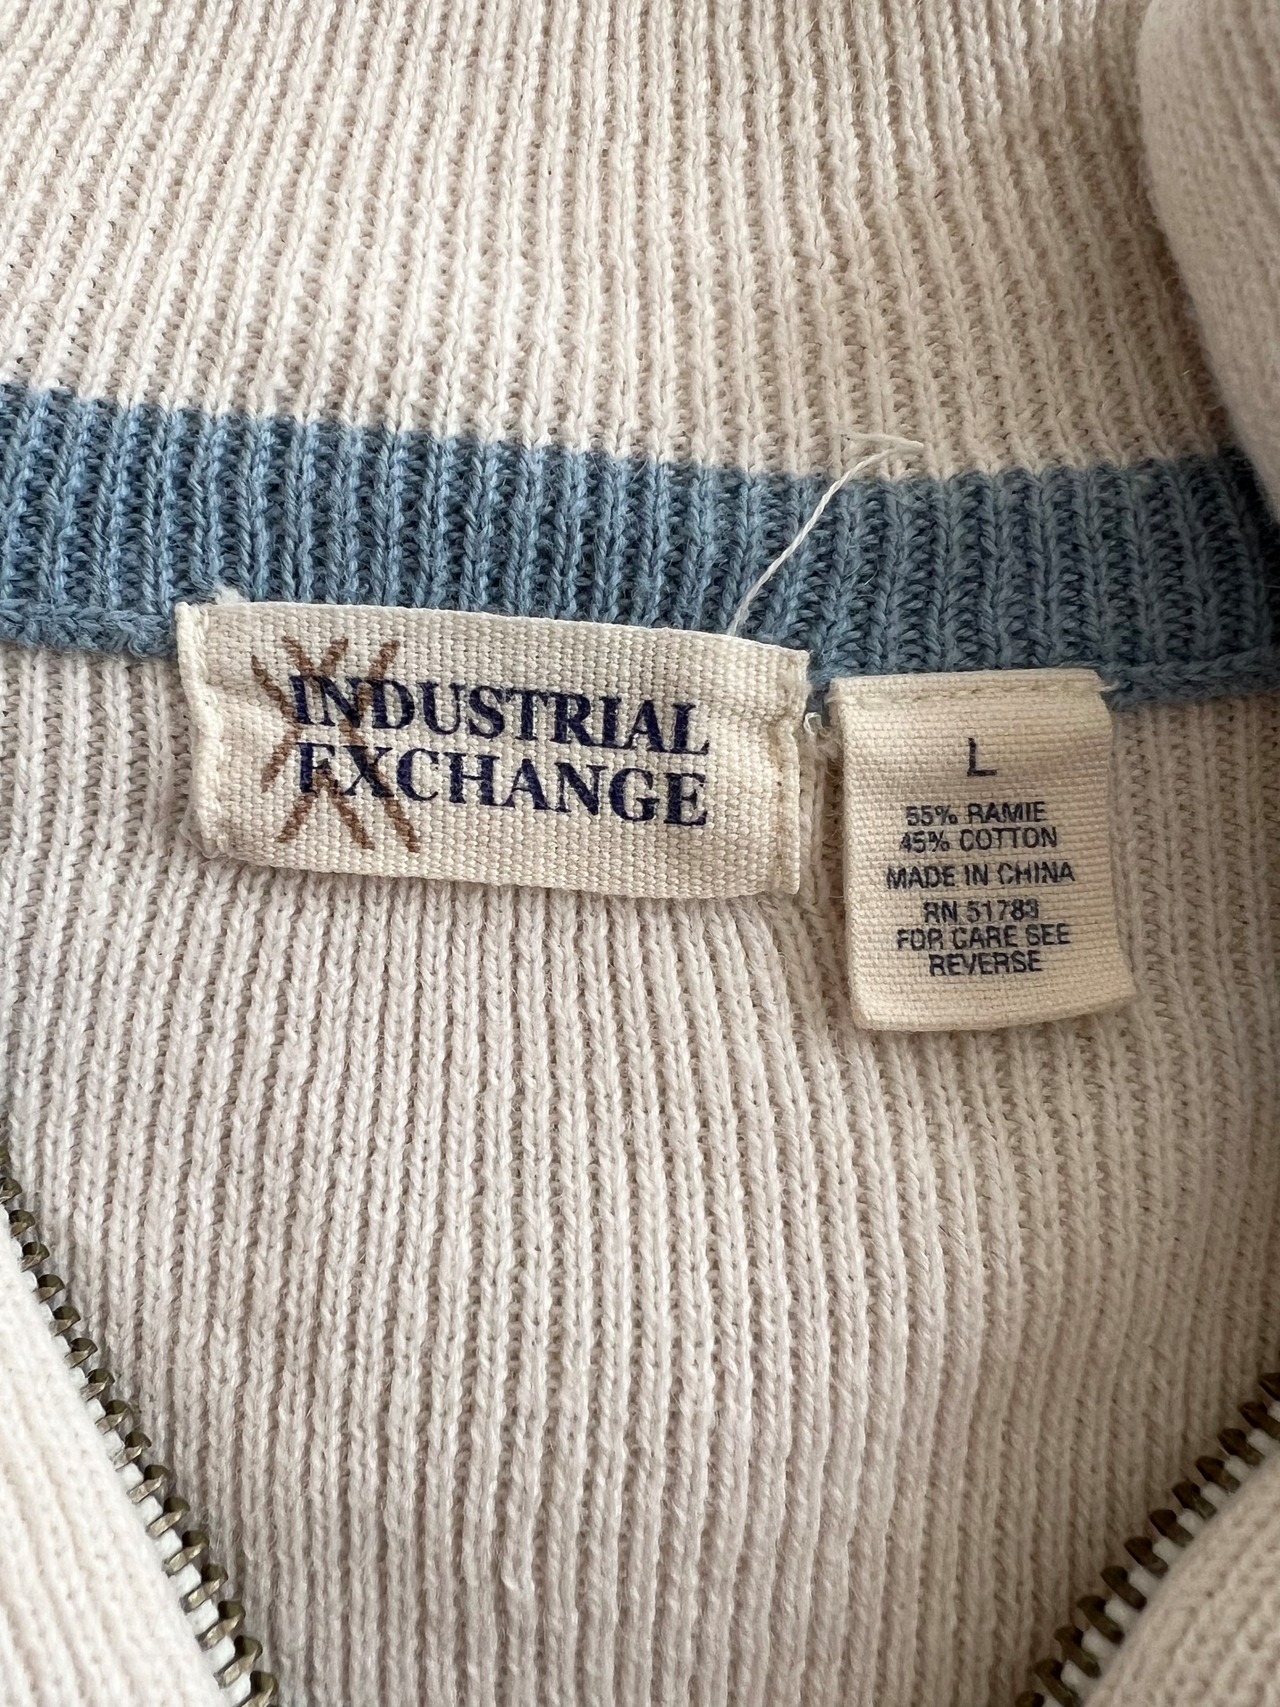 INDUSTRIAL
EXCHANGE
L
55% RAMIE
45% COTTON
MADE IN CHINA
RN 51783
FOR CARE SEE
REVERSE